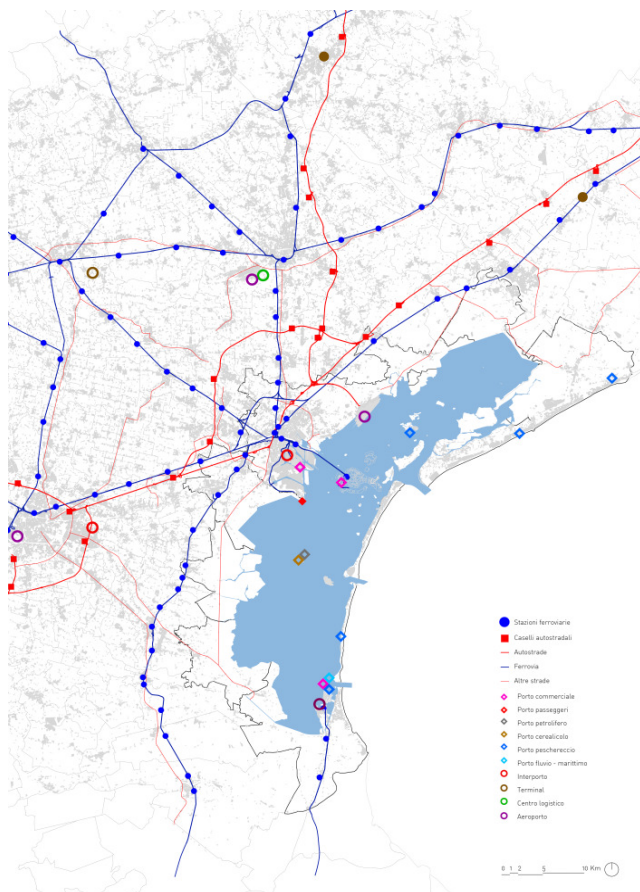 Stazioni ferroviarie
Caselli autostradali
Autostrade
Ferrovia
Altre strade
Porto commerciale
Porto passeggeri
Porto petrolifero
Porto cerealicolo
Porto peschereccio
Porto fluvio - marittimo
Interporto
Terminal
Centro logistico
Aeroporto
0 1 2 5 10 Km